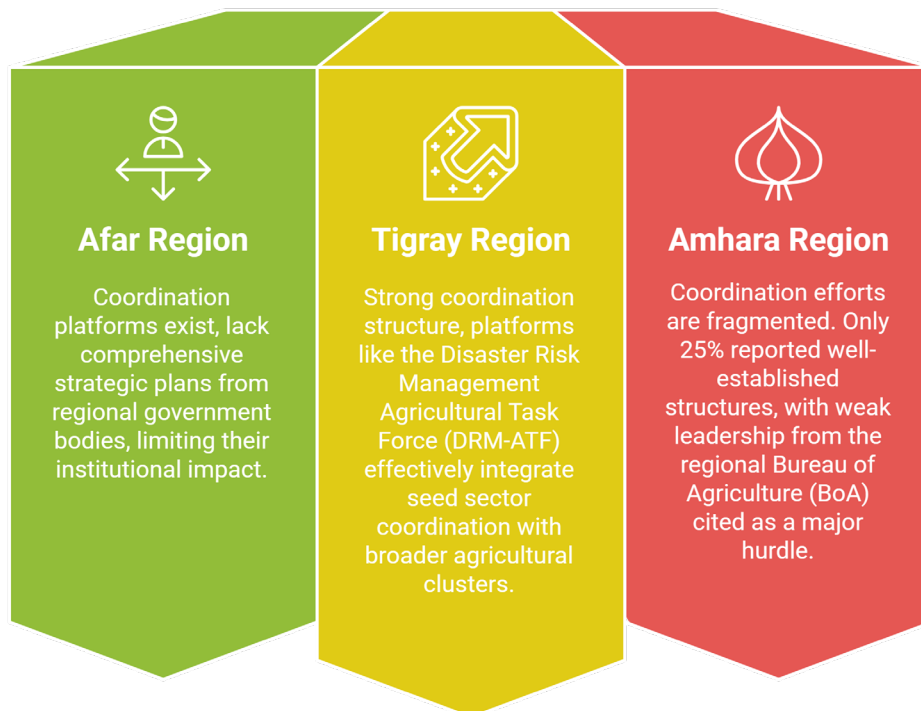 Afar Region
Coordination
platforms exist, lack
comprehensive
strategic plans from
regional government
bodies, limiting their
institutional impact.
Tigray Region
Strong coordination
structure, platforms
like the Disaster Risk
Management
Agricultural Task
Force (DRM-ATF)
effectively integrate
seed sector
coordination with
broader agricultural
clusters.
Amhara Region
Coordination efforts
are fragmented. Only
25% reported well-
established
structures, with weak
leadership from the
regional Bureau of
Agriculture (BoA)
cited as a major
hurdle.